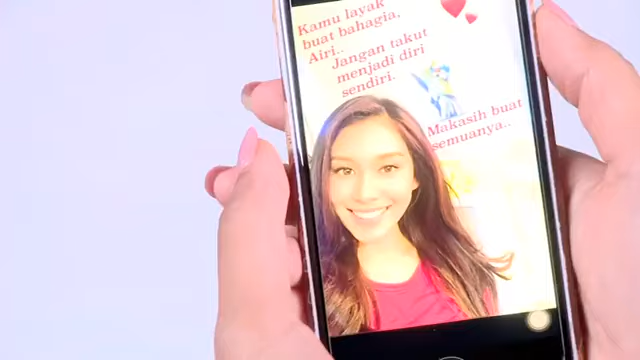 Kamu layak
buat bahagia,
Airi..
Jangan takut
menjadi diri
sendiri.
Makasih buat
semuanya..